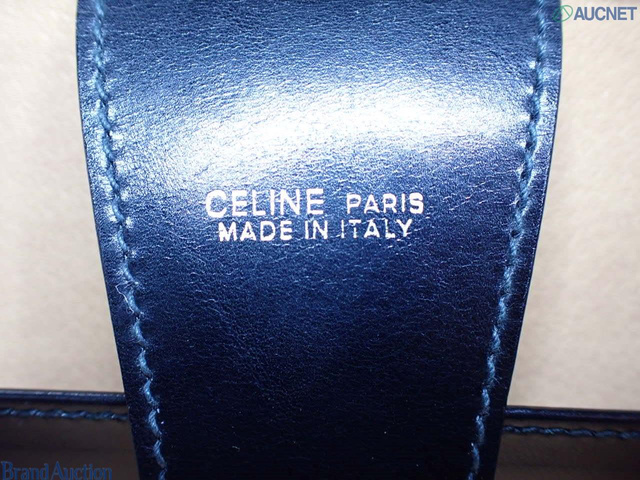 AUCNET
CELINE PARIS
MADE IN ITALY
Brand Auction